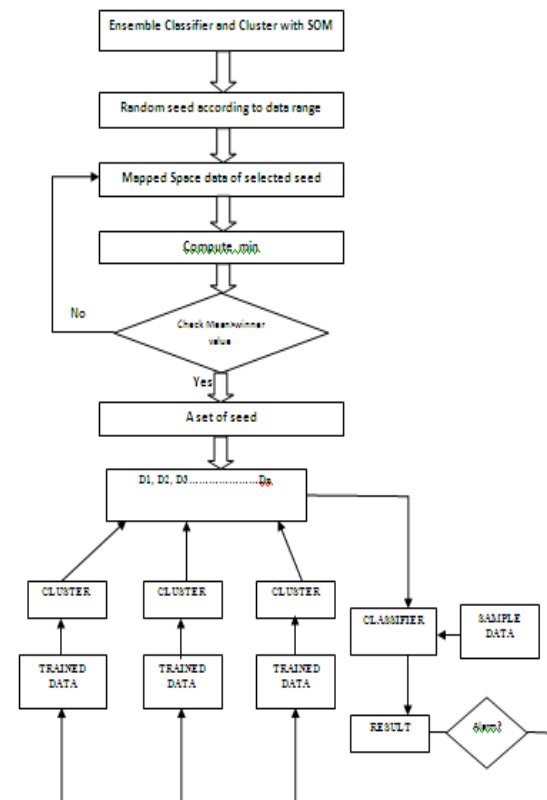 Ensemble Classifier and Cluster with SOM
Random seed according to data range
Mapped Space data of selected seed
Compute min
No
Check Mean>winner
value
Yes
A set of seed
D1, D2, D3......................Dn
CLUSTER
CLUSTER
CLUSTER
CLASSIFIER
SAMPLE
DATA
TRAINED
DATA
TRAINED
DATA
TRAINED
DATA
RESULT
Alarm?